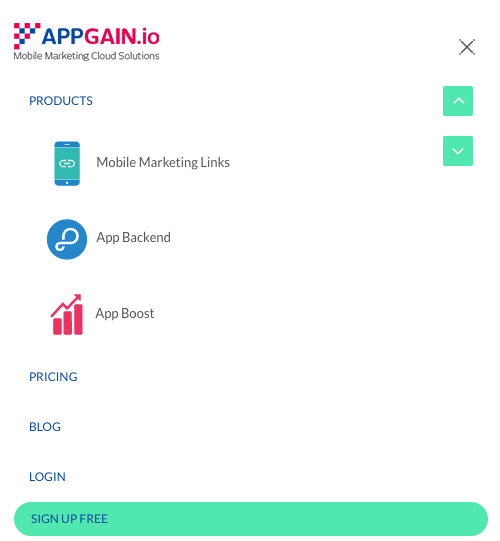 APPGAIN.io
Mobile Marketing Cloud Solutions
PRODUCTS
Mobile Marketing Links
App Backend
App Boost
PRICING
BLOG
LOGIN
SIGN UP FREE